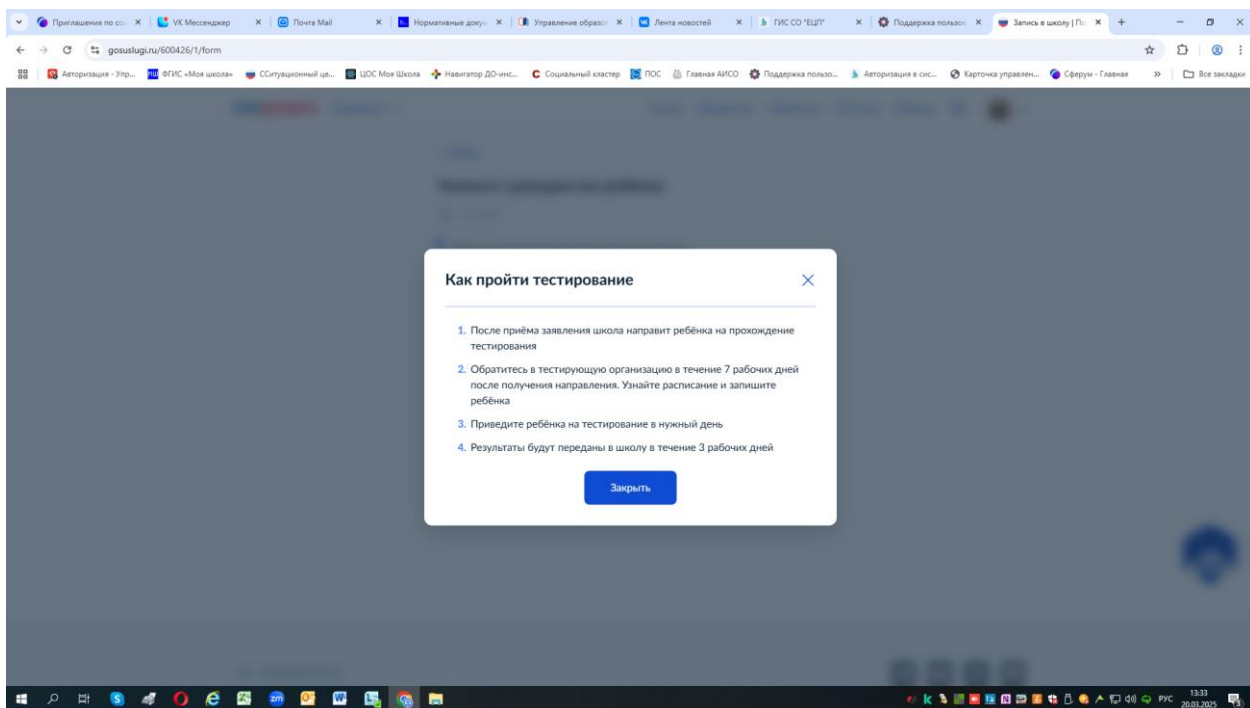 Приглашения по со
VK Мессенджер
Почта Mail
Нормативные докум
Управление образо
Лента новостей
ГИС СО "ЕЦП"
Поддержка пользо
Запись в школу | По
gosuslugi.ru/600426/1/form
Авторизация - Упр...
ФГИС «Моя школа»
ССитуационный це...
ЦОС Моя Школа
Навигатор ДО-инс...
Социальный кластер
ПОС
Главная АИСО
Поддержка пользо...
Авторизация в сис...
Карточка управлен...
Сферум - Главная
»
Все закладки
Как пройти тестирование
1. После приёма заявления школа направит ребёнка на прохождение
тестирования
2. Обратитесь в тестирующую организацию в течение 7 рабочих дней
после получения направления. Узнайте расписание и запишите
ребёнка
3. Приведите ребёнка на тестирование в нужный день
4. Результаты будут переданы в школу в течение 3 рабочих дней
Закрыть
РУС
13:33
20.03.2025